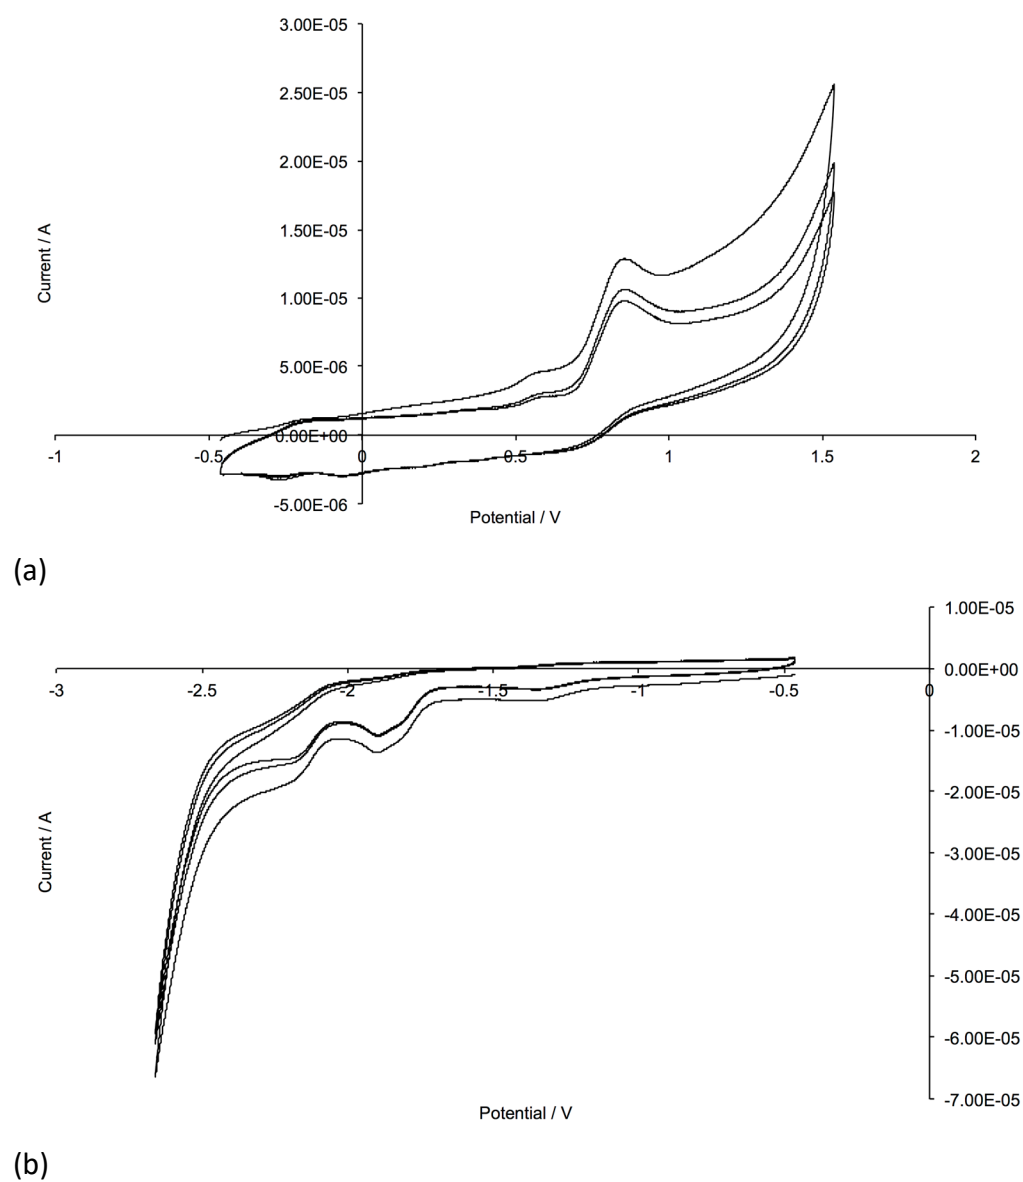 3.00E-05
2.50E-05
2.00E-05
1.50E-05
1.00E-05
5.00E-06
0.00E+00
-5.00E-06
-1
-0.5
0
0.5
1
1.5
2
Current / A
Potential / V
(a)
1.00E-05
0.00E+00
-1.00E-05
-2.00E-05
-3.00E-05
-4.00E-05
-5.00E-05
-6.00E-05
-7.00E-05
-3
-2.5
-2
-1.5
-1
-0.5
0
Current / A
Potential / V
(b)